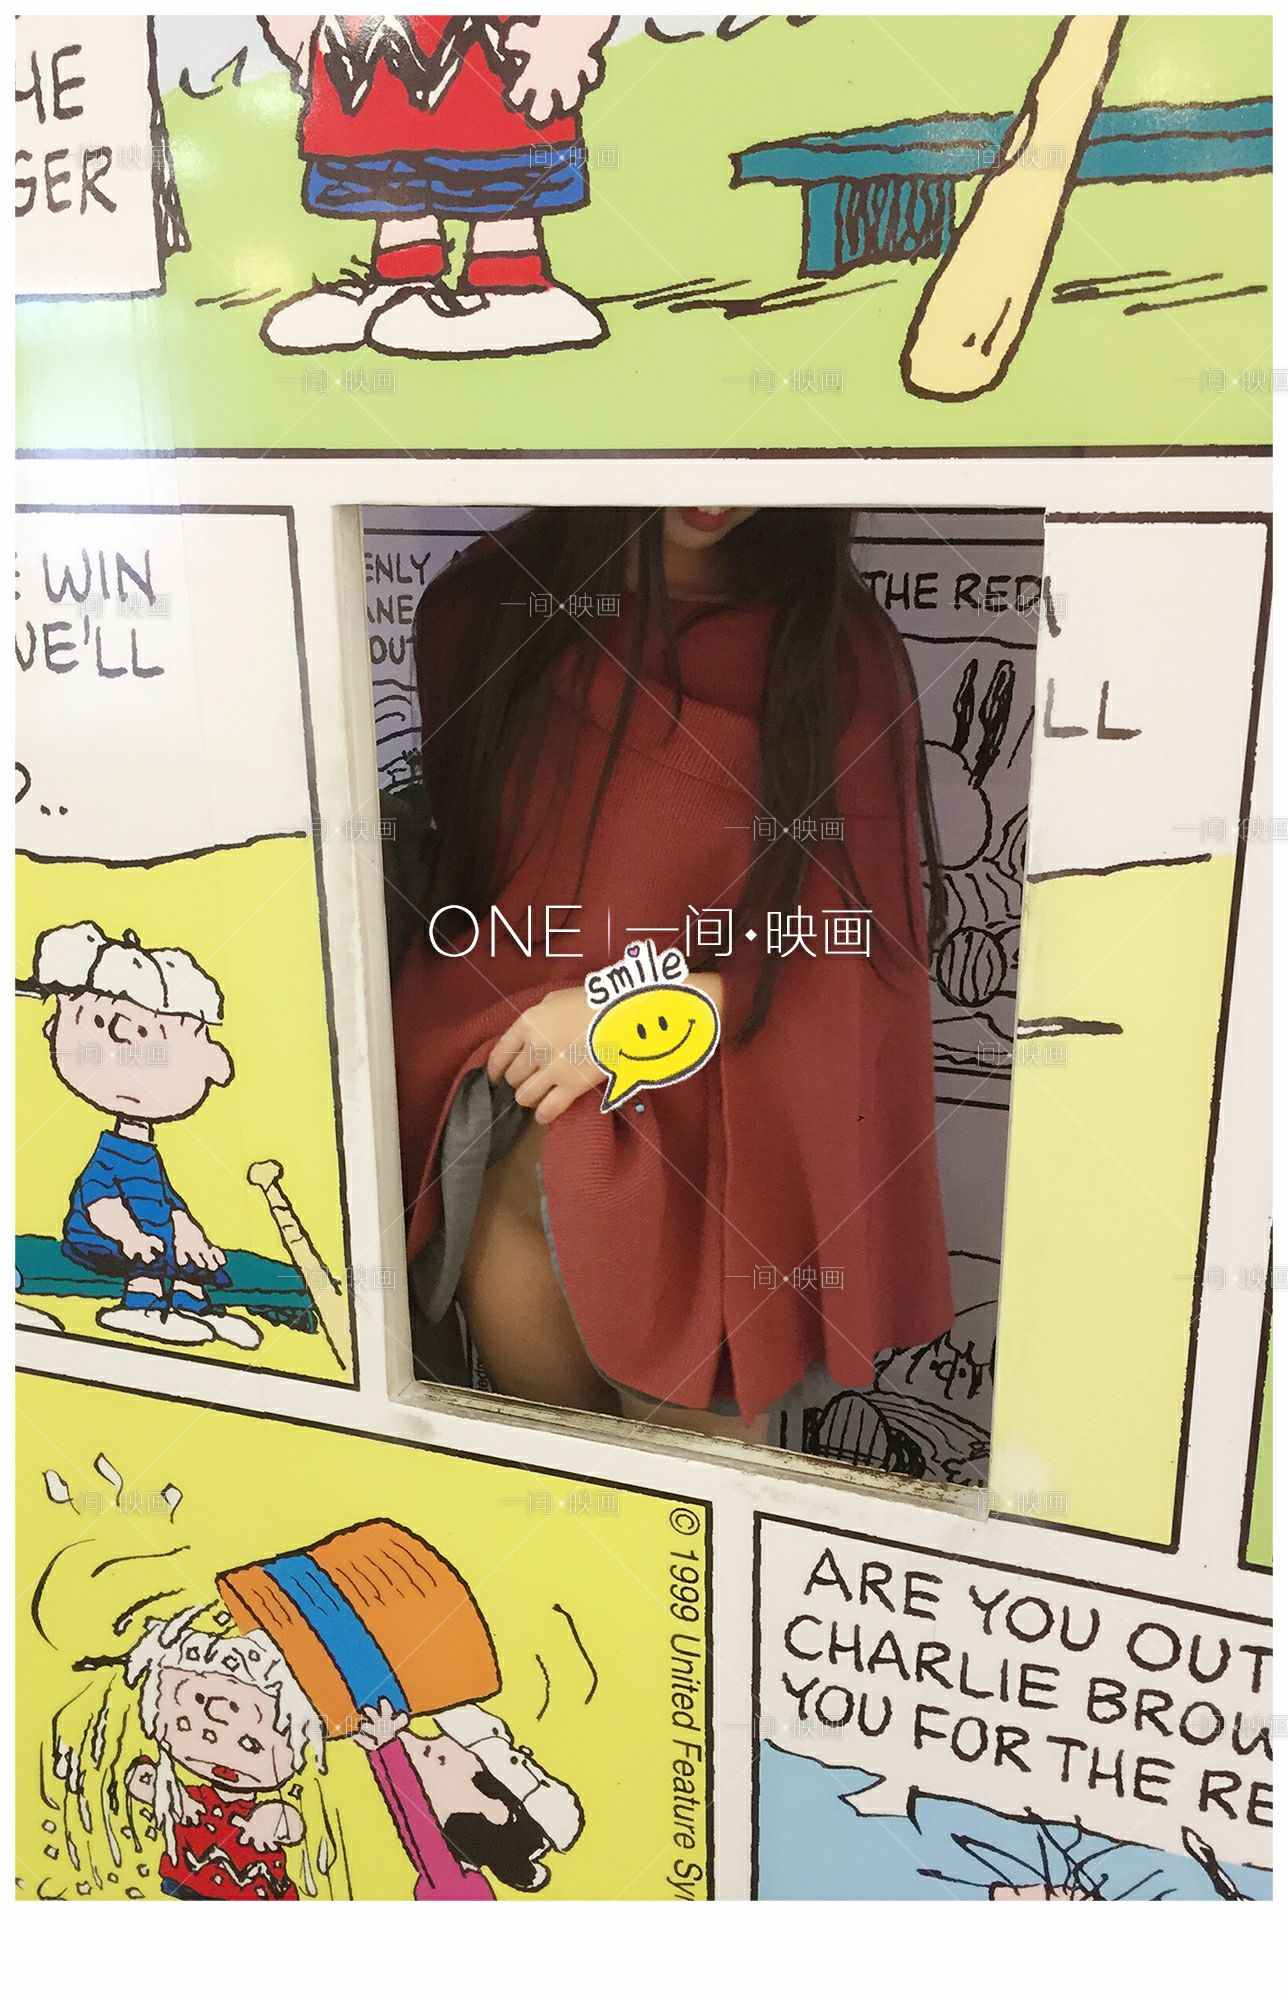 HE
GER
一间·映画
E WIN
WE'LL
O..
ENLY
ANE
OUT
THE RED
LL
ONE | 一间·映画
smile
© 1999 United Feature Sy
ARE YOU OUT
CHARLIE BROW
YOU FOR THE RE